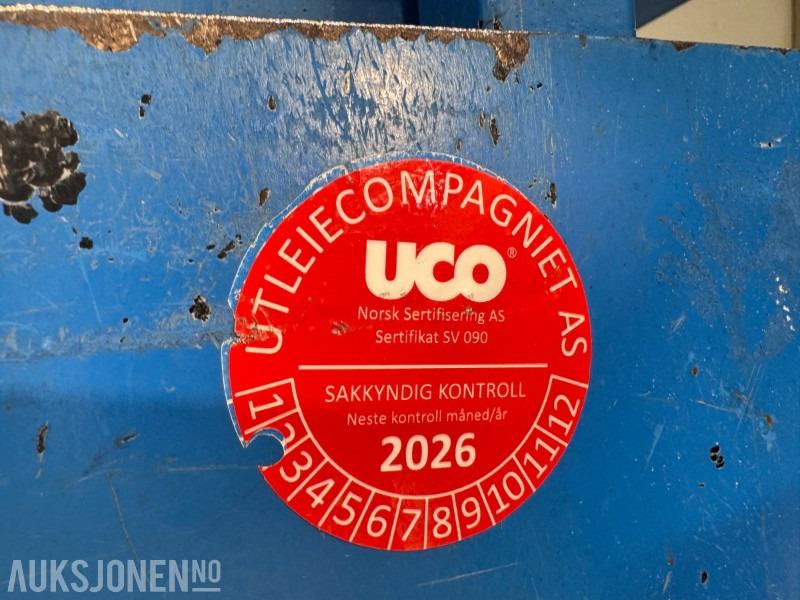 UTLEIECOMPAGNIET AS
UCO®
Norsk Sertifisering AS
Sertifikat SV 090
SAKKYNDIG KONTROLL
Neste kontroll måned/år
2026
1 2 3 4 5 6 7 8 9 10 11 12
AUKSJONEN.NO